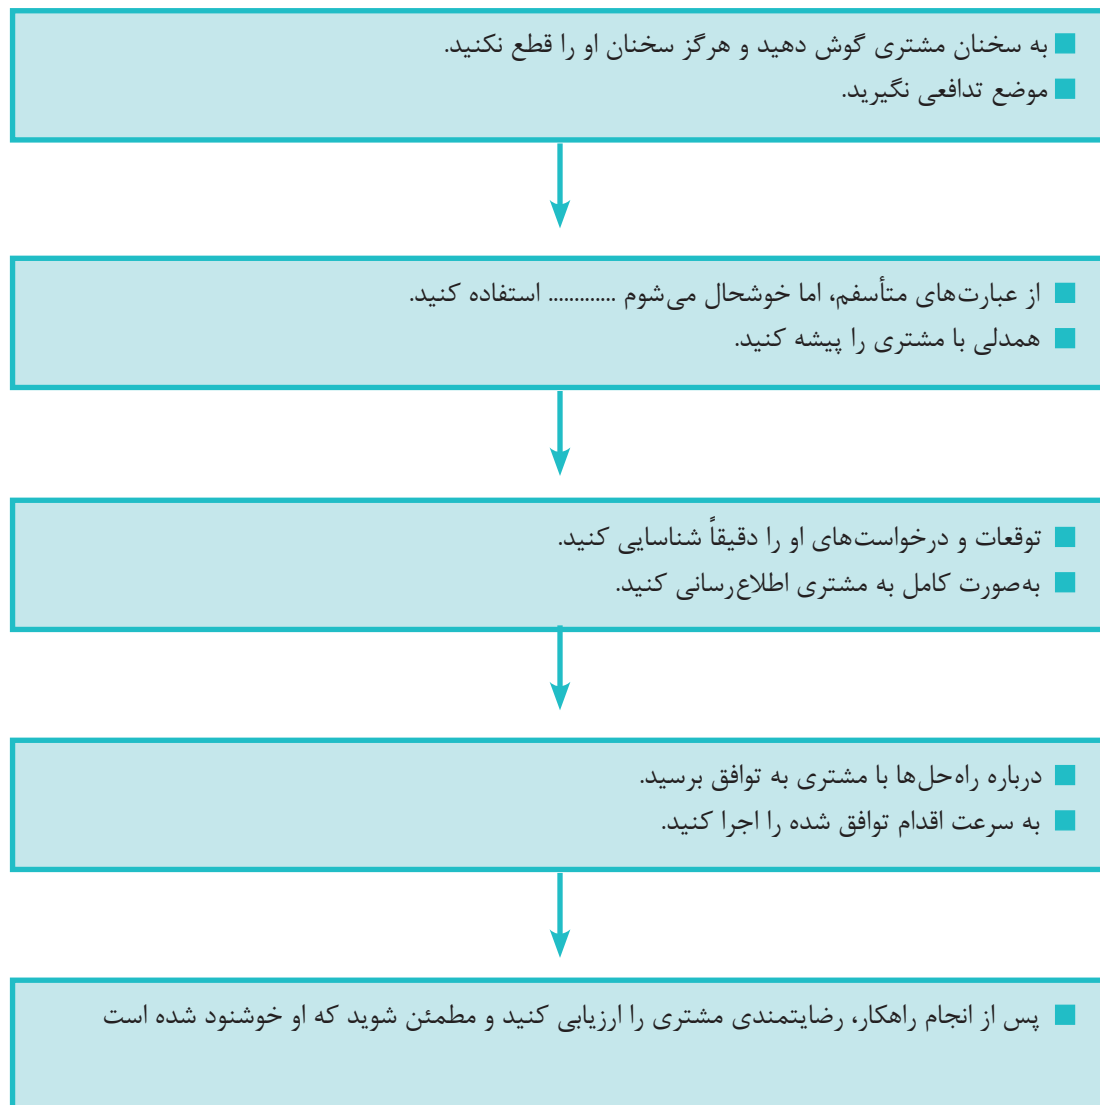 ■ به سخنان مشتری گوش دهید و هرگز سخنان او را قطع نکنید.
■ موضع تدافعی نگیرید.
■ از عبارت‌های متأسفم، اما خوشحال می‌شوم ............. استفاده کنید.
■ همدلی با مشتری را پیشه کنید.
■ توقعات و درخواست‌های او را دقیقاً شناسایی کنید.
■ به‌صورت کامل به مشتری اطلاع‌رسانی کنید.
■ درباره راه‌حل‌ها با مشتری به توافق برسید.
■ به سرعت اقدام توافق شده را اجرا کنید.
■ پس از انجام راهکار، رضایتمندی مشتری را ارزیابی کنید و مطمئن شوید که او خوشنود شده است